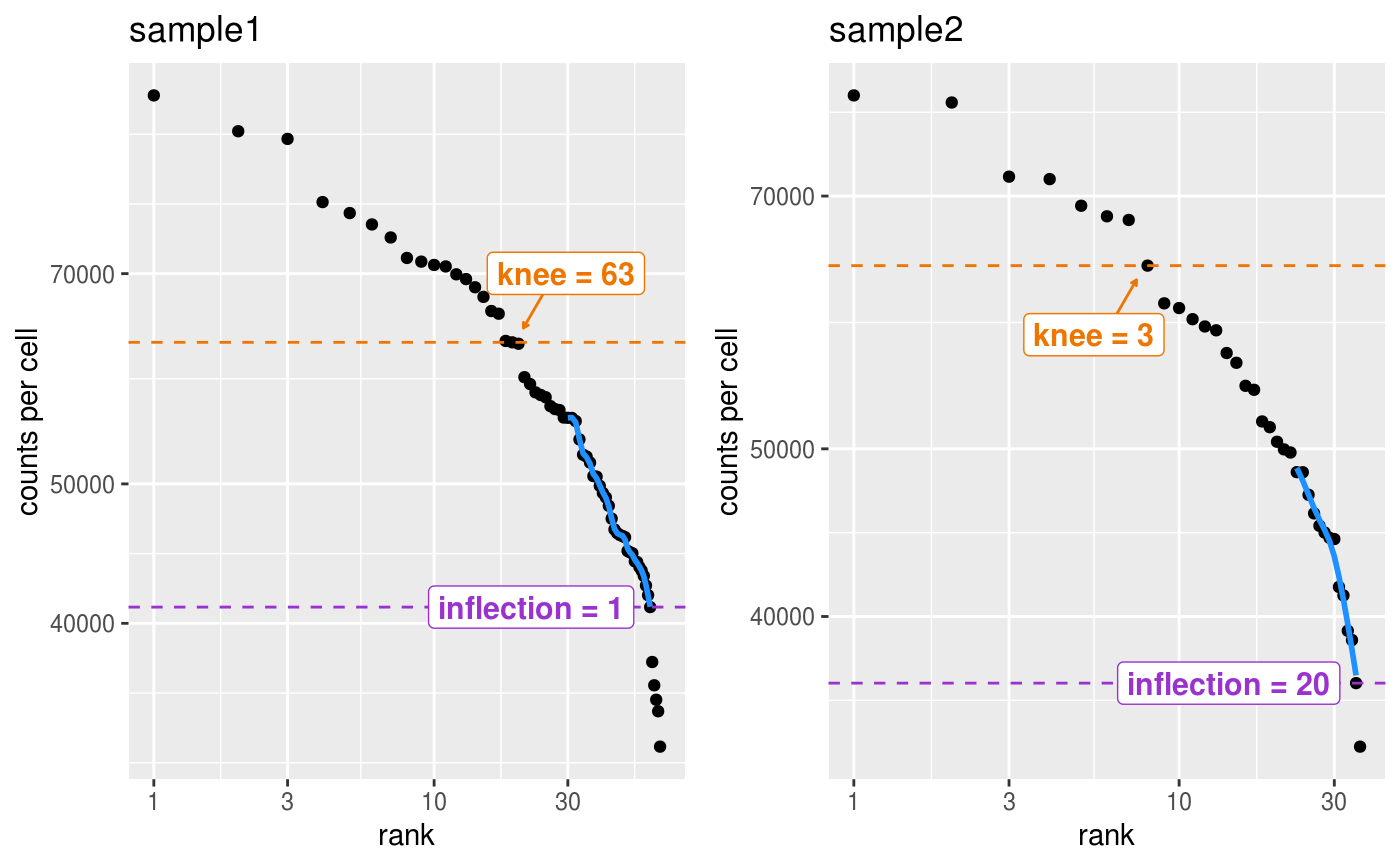 sample1
counts per cell
70000
50000
40000
knee = 63
inflection = 1
1
3
10
30
rank
sample2
counts per cell
70000
50000
40000
knee = 3
inflection = 20
1
3
10
30
rank